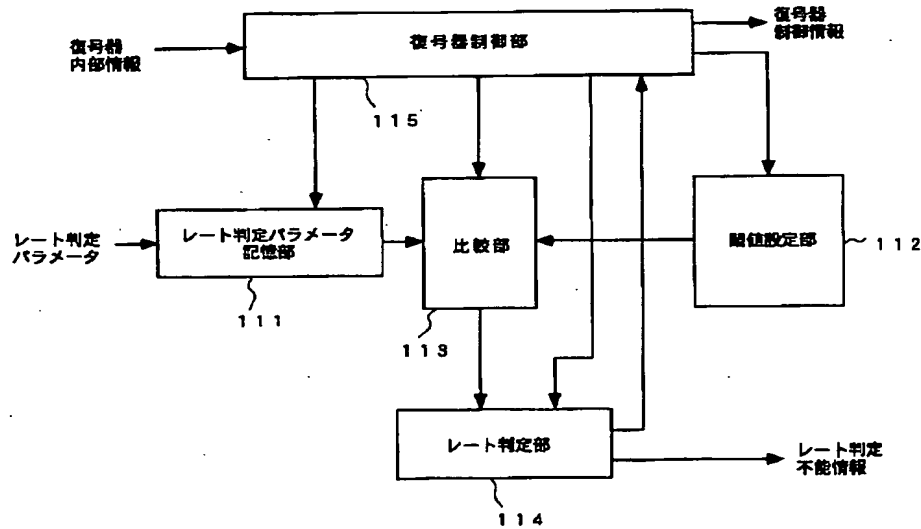 復号器
制御情報
復号器
内部情報
復号器制御部
115
レート判定
パラメータ
レート判定パラメータ
記憶部
111
比較部
113
閾値設定部
112
レート判定部
114
レート判定
不能情報